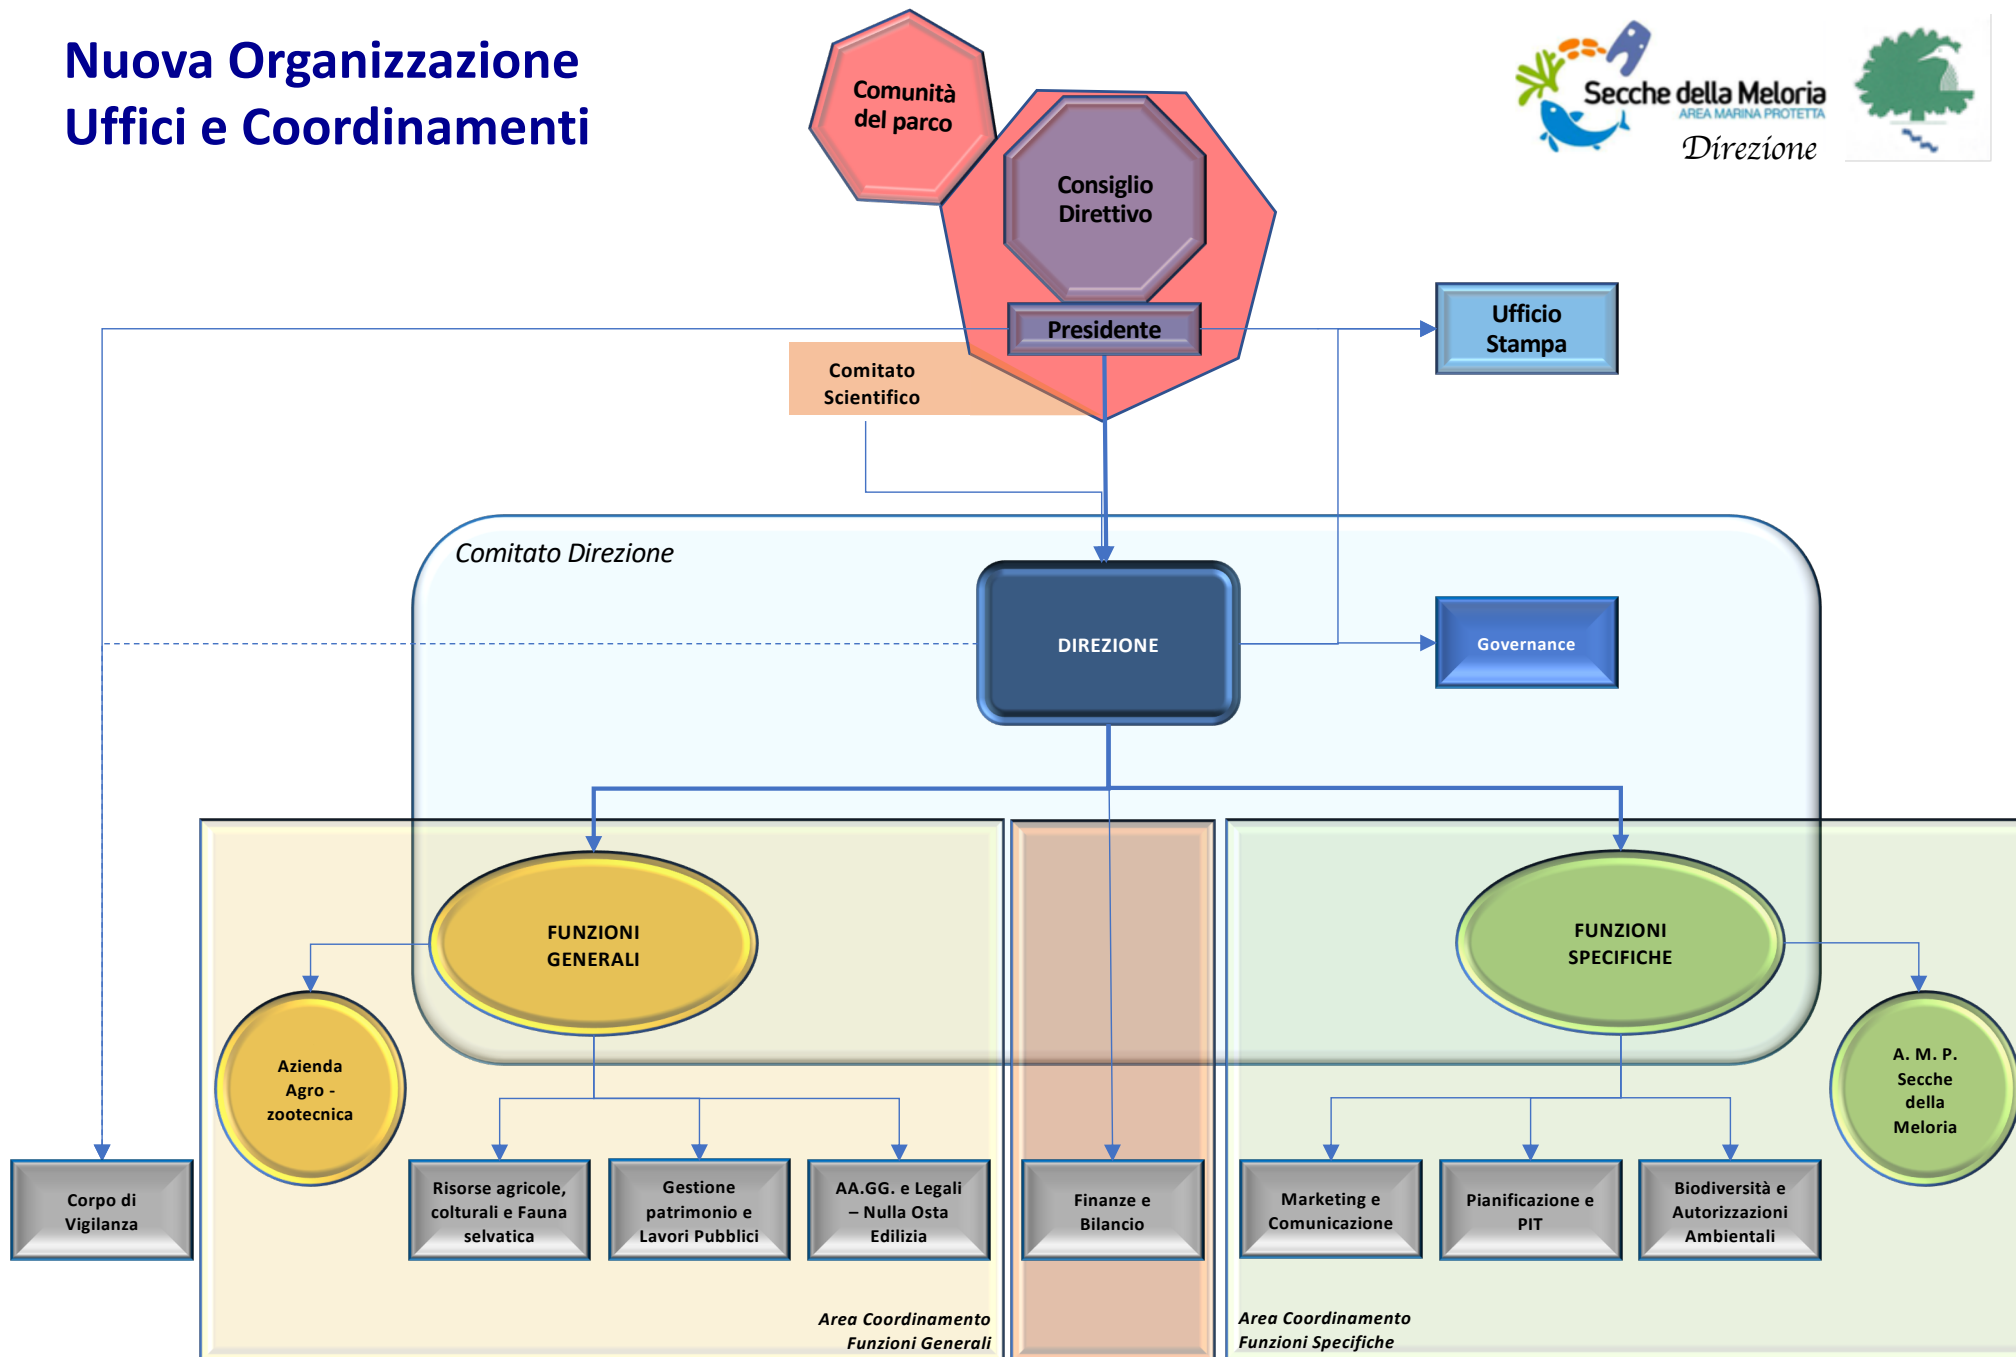 Nuova Organizzazione
Uffici e Coordinamenti
Comunità
del parco
Consiglio
Direttivo
Presidente
Secche della Meloria
AREA MARINA PROTETTA
Direzione
Ufficio
Stampa
Comitato
Scientifico
Comitato Direzione
DIREZIONE
Governance
FUNZIONI
GENERALI
FUNZIONI
SPECIFICHE
Azienda
Agro -
zootecnica
A. M. P.
Secche
della
Meloria
Corpo di
Vigilanza
Risorse agricole,
colturali e Fauna
selvatica
Gestione
patrimonio e
Lavori Pubblici
AA.GG. e Legali
– Nulla Osta
Edilizia
Finanze e
Bilancio
Marketing e
Comunicazione
Pianificazione e
PIT
Biodiversità e
Autorizzazioni
Ambientali
Area Coordinamento
Funzioni Generali
Area Coordinamento
Funzioni Specifiche